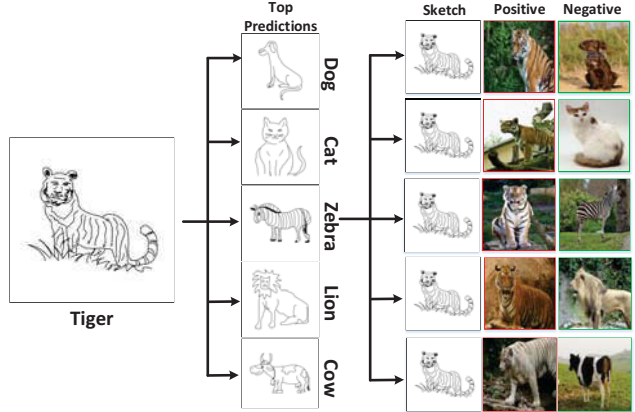 Top
Predictions
Sketch Positive Negative
Dog
Cat
Zebra
Lion
Cow
Tiger